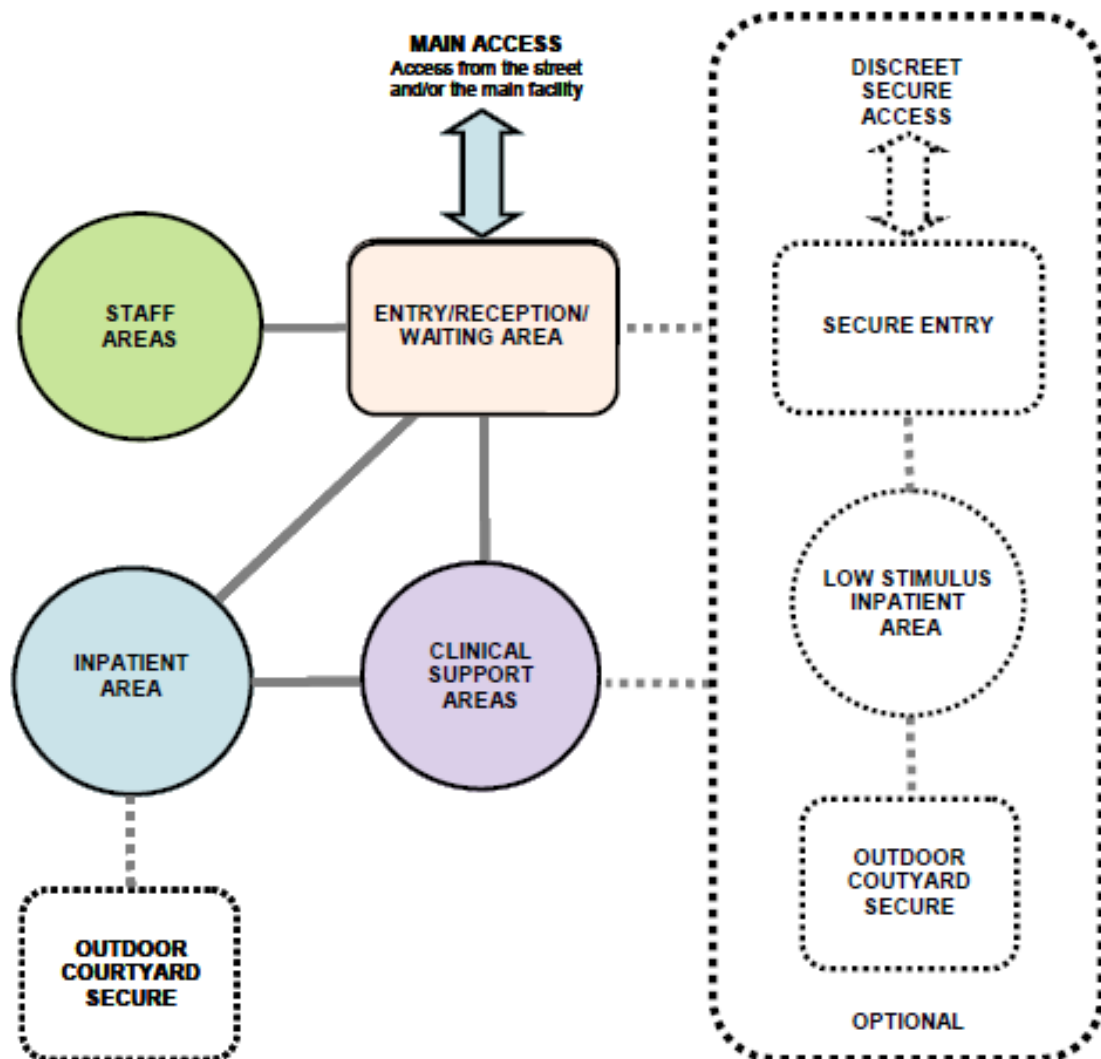 MAIN ACCESS
Access from the street
and/or the main facility
DISCREET
SECURE
ACCESS
STAFF
AREAS
ENTRY/RECEPTION/
WAITING AREA
SECURE ENTRY
LOW STIMULUS
INPATIENT
AREA
INPATIENT
AREA
CLINICAL
SUPPORT
AREAS
OUTDOOR
COUTYARD
SECURE
OUTDOOR
COURTYARD
SECURE
OPTIONAL